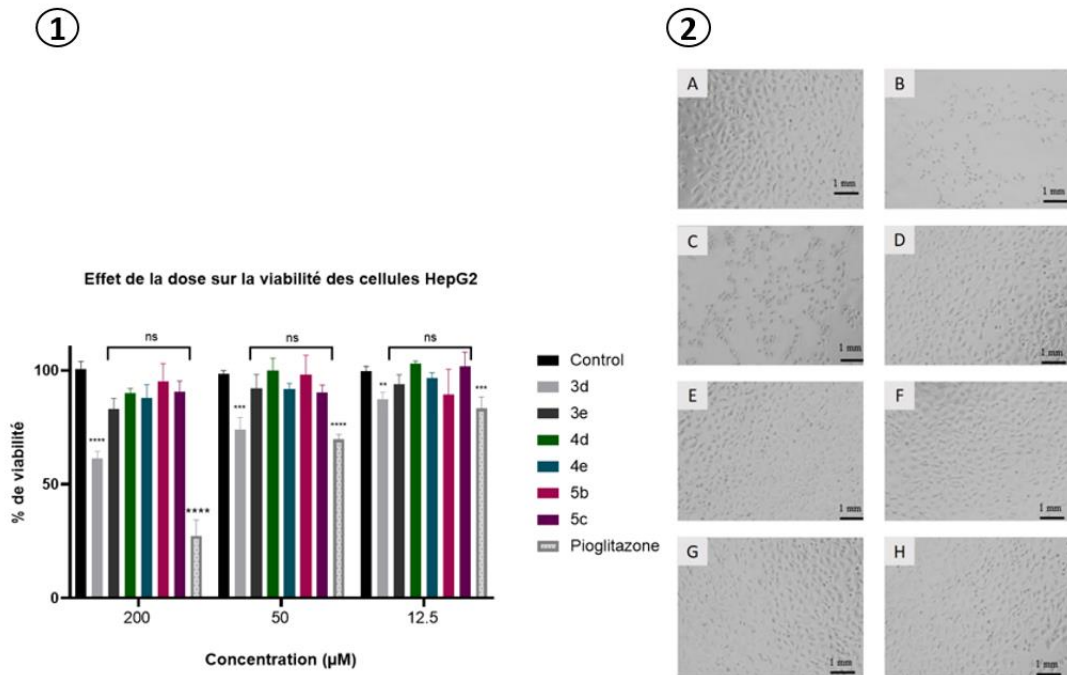 1
2
Effet de la dose sur la viabilité des cellules HepG2
% de viabilité
100
50
0
ns
ns
ns
****
****
***
****
**
***
200
50
12.5
Concentration (µM)
Control
3d
3e
4d
4e
5b
5c
Pioglitazone
A
1 mm
B
1 mm
C
1 mm
D
1 mm
E
1 mm
F
1 mm
G
1 mm
H
1 mm